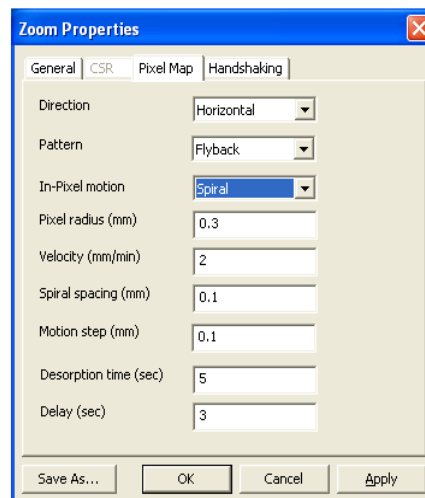 Zoom Properties
General CSR Pixel Map Handshaking
Direction Horizontal
Pattern Flyback
In-Pixel motion Spiral
Pixel radius (mm) 0.3
Velocity (mm/min) 2
Spiral spacing (mm) 0.1
Motion step (mm) 0.1
Desorption time (sec) 5
Delay (sec) 3
Save As... OK Cancel Apply